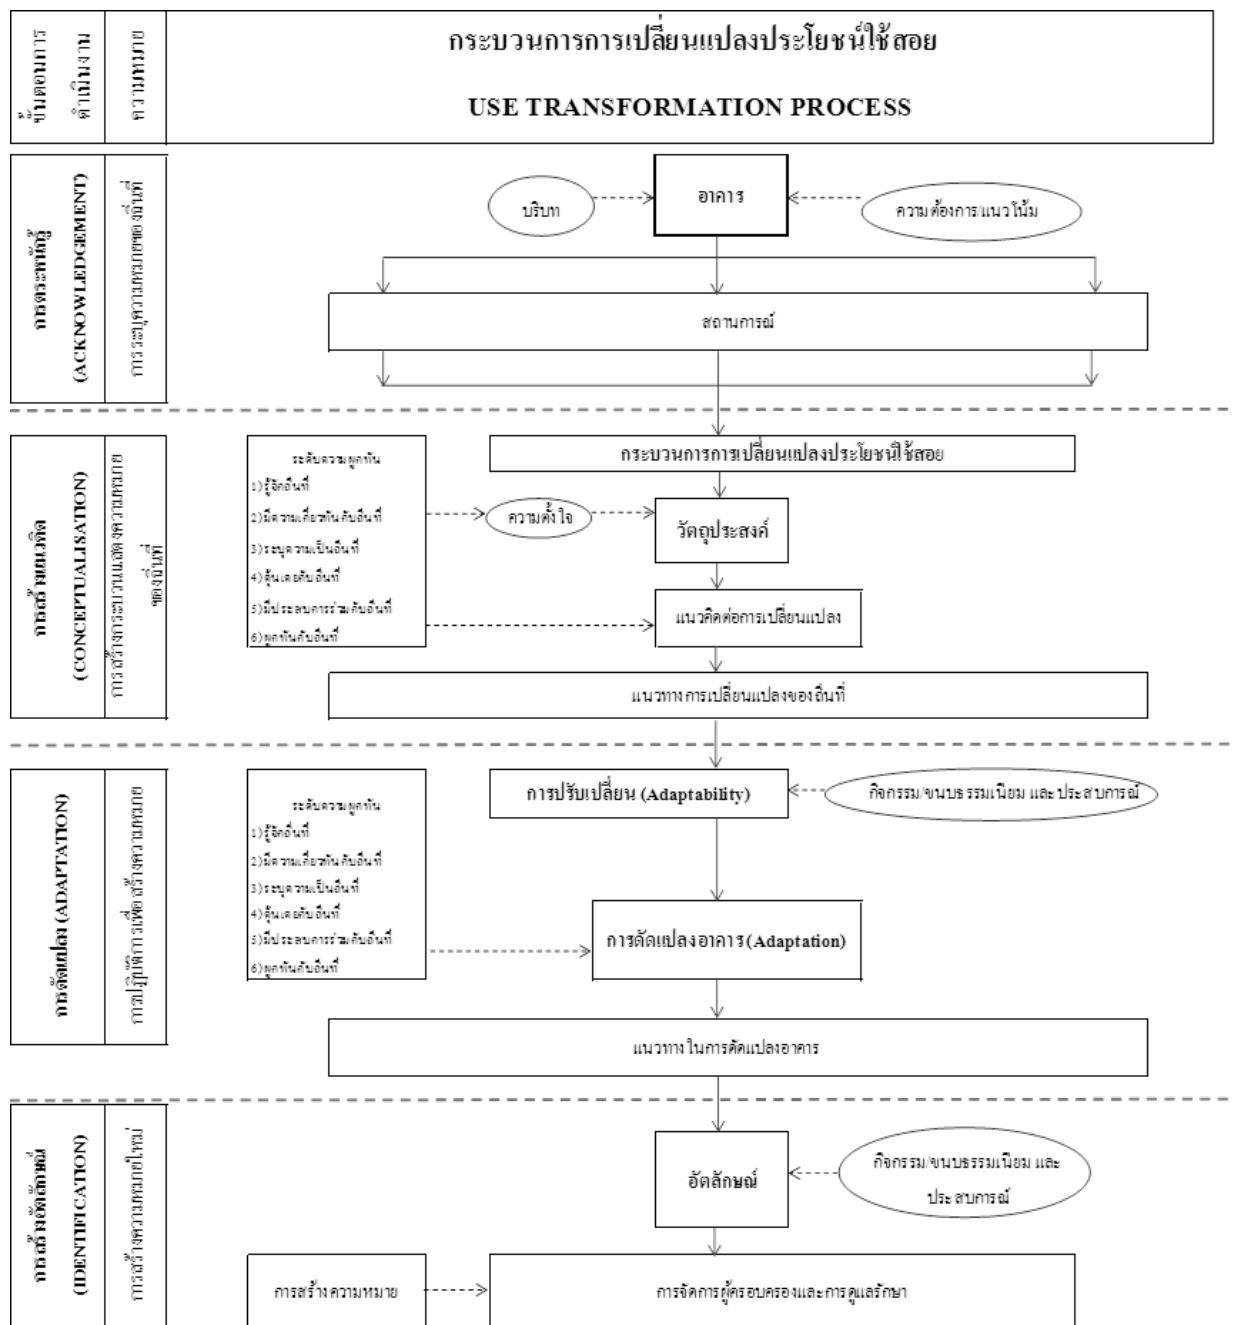 ขั้นตอนการ
ดำเนินงาน
ความหมาย
กระบวนการการเปลี่ยนแปลงประโยชน์ใช้สอย
USE TRANSFORMATION PROCESS
การตระหนักรู้
(ACKNOWLEDGEMENT)
การระบุความหมายของถิ่นที่
บริบท
อาคาร
ความต้องการ/แนวโน้ม
สถานการณ์
การสร้างแนวคิด
(CONCEPTUALISATION)
การสร้างกระบวนแสดงความหมาย
ของถิ่นที่
ระดับความผูกพัน
1)รู้จักถิ่นที่
2)มีความเกี่ยวพันกับถิ่นที่
3)ระบุความเป็นถิ่นที่
4)คุ้นเคยกับถิ่นที่
5)มีประสบการร่วมกับถิ่นที่
6)ผูกพันกับถิ่นที่
กระบวนการการเปลี่ยนแปลงประโยชน์ใช้สอย
ความตั้งใจ
วัตถุประสงค์
แนวคิดต่อการเปลี่ยนแปลง
แนวทางการเปลี่ยนแปลงของถิ่นที่
การดัดแปลง (ADAPTATION)
การปฏิบัติการเพื่อสร้างความหมาย
ระดับความผูกพัน
1)รู้จักถิ่นที่
2)มีความเกี่ยวพันกับถิ่นที่
3)ระบุความเป็นถิ่นที่
4)คุ้นเคยกับถิ่นที่
5)มีประสบการร่วมกับถิ่นที่
6)ผูกพันกับถิ่นที่
การปรับเปลี่ยน (Adaptability)
กิจกรรม/ขนบธรรมเนียม และประสบการณ์
การดัดแปลงอาคาร (Adaptation)
แนวทางในการดัดแปลงอาคาร
การสร้างอัตลักษณ์
(IDENTIFICATION)
การสร้างความหมายใหม่
อัตลักษณ์
กิจกรรม/ขนบธรรมเนียม และ
ประสบการณ์
การสร้างความหมาย
การจัดการผู้ครอบครองและการดูแลรักษา